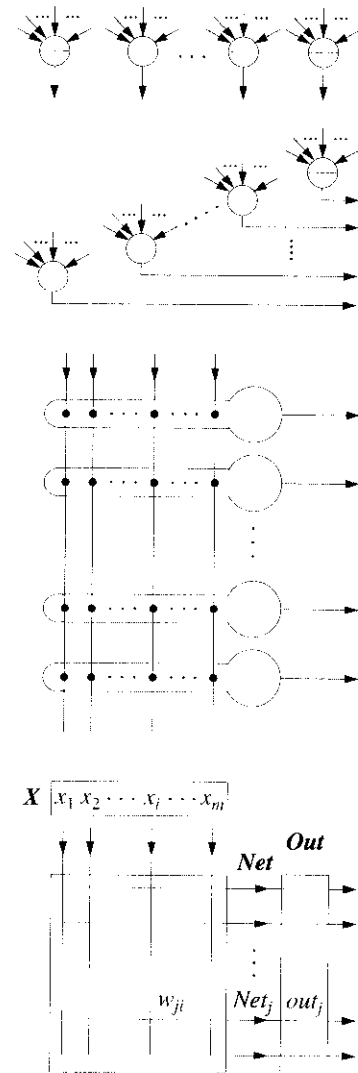 X x₁ x₂ ··· xᵢ ··· xₘ
Net Out
wⱼᵢ Netⱼ outⱼ